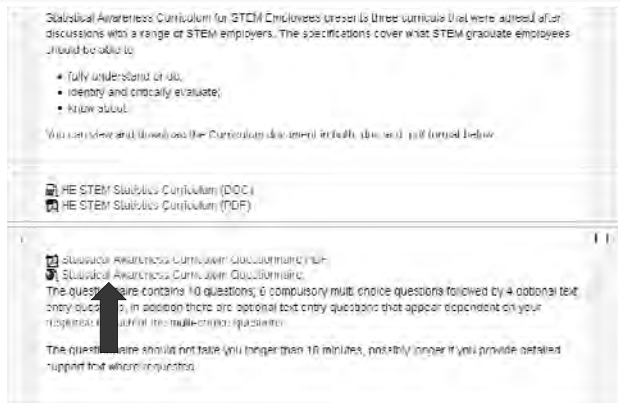 Statistical Awareness Curriculum for STEM Employees presents three curricula that were agreed after
discussions with a range of STEM employers. The specifications cover what STEM graduate employees
should be able to
fully understand or do;
identity and critically evaluate;
know about.
You can view and download the Curriculum document in both .doc and .pdf format below.
HE STEM Statistics Curriculum (DOC)
HE STEM Statistics Curriculum (PDF)
Statistical Awareness Curriculum Questionnaire PDF
Statistical Awareness Curriculum Questionnaire
The contains 10 questions; 6 compulsory multi choice questions followed by 4 optional text
entry in addition there are optional text entry questions that appear dependent on your
response of the multi-choice questions
The should not take you longer than 10 minutes, possibly longer if you provide detailed
support text where requested